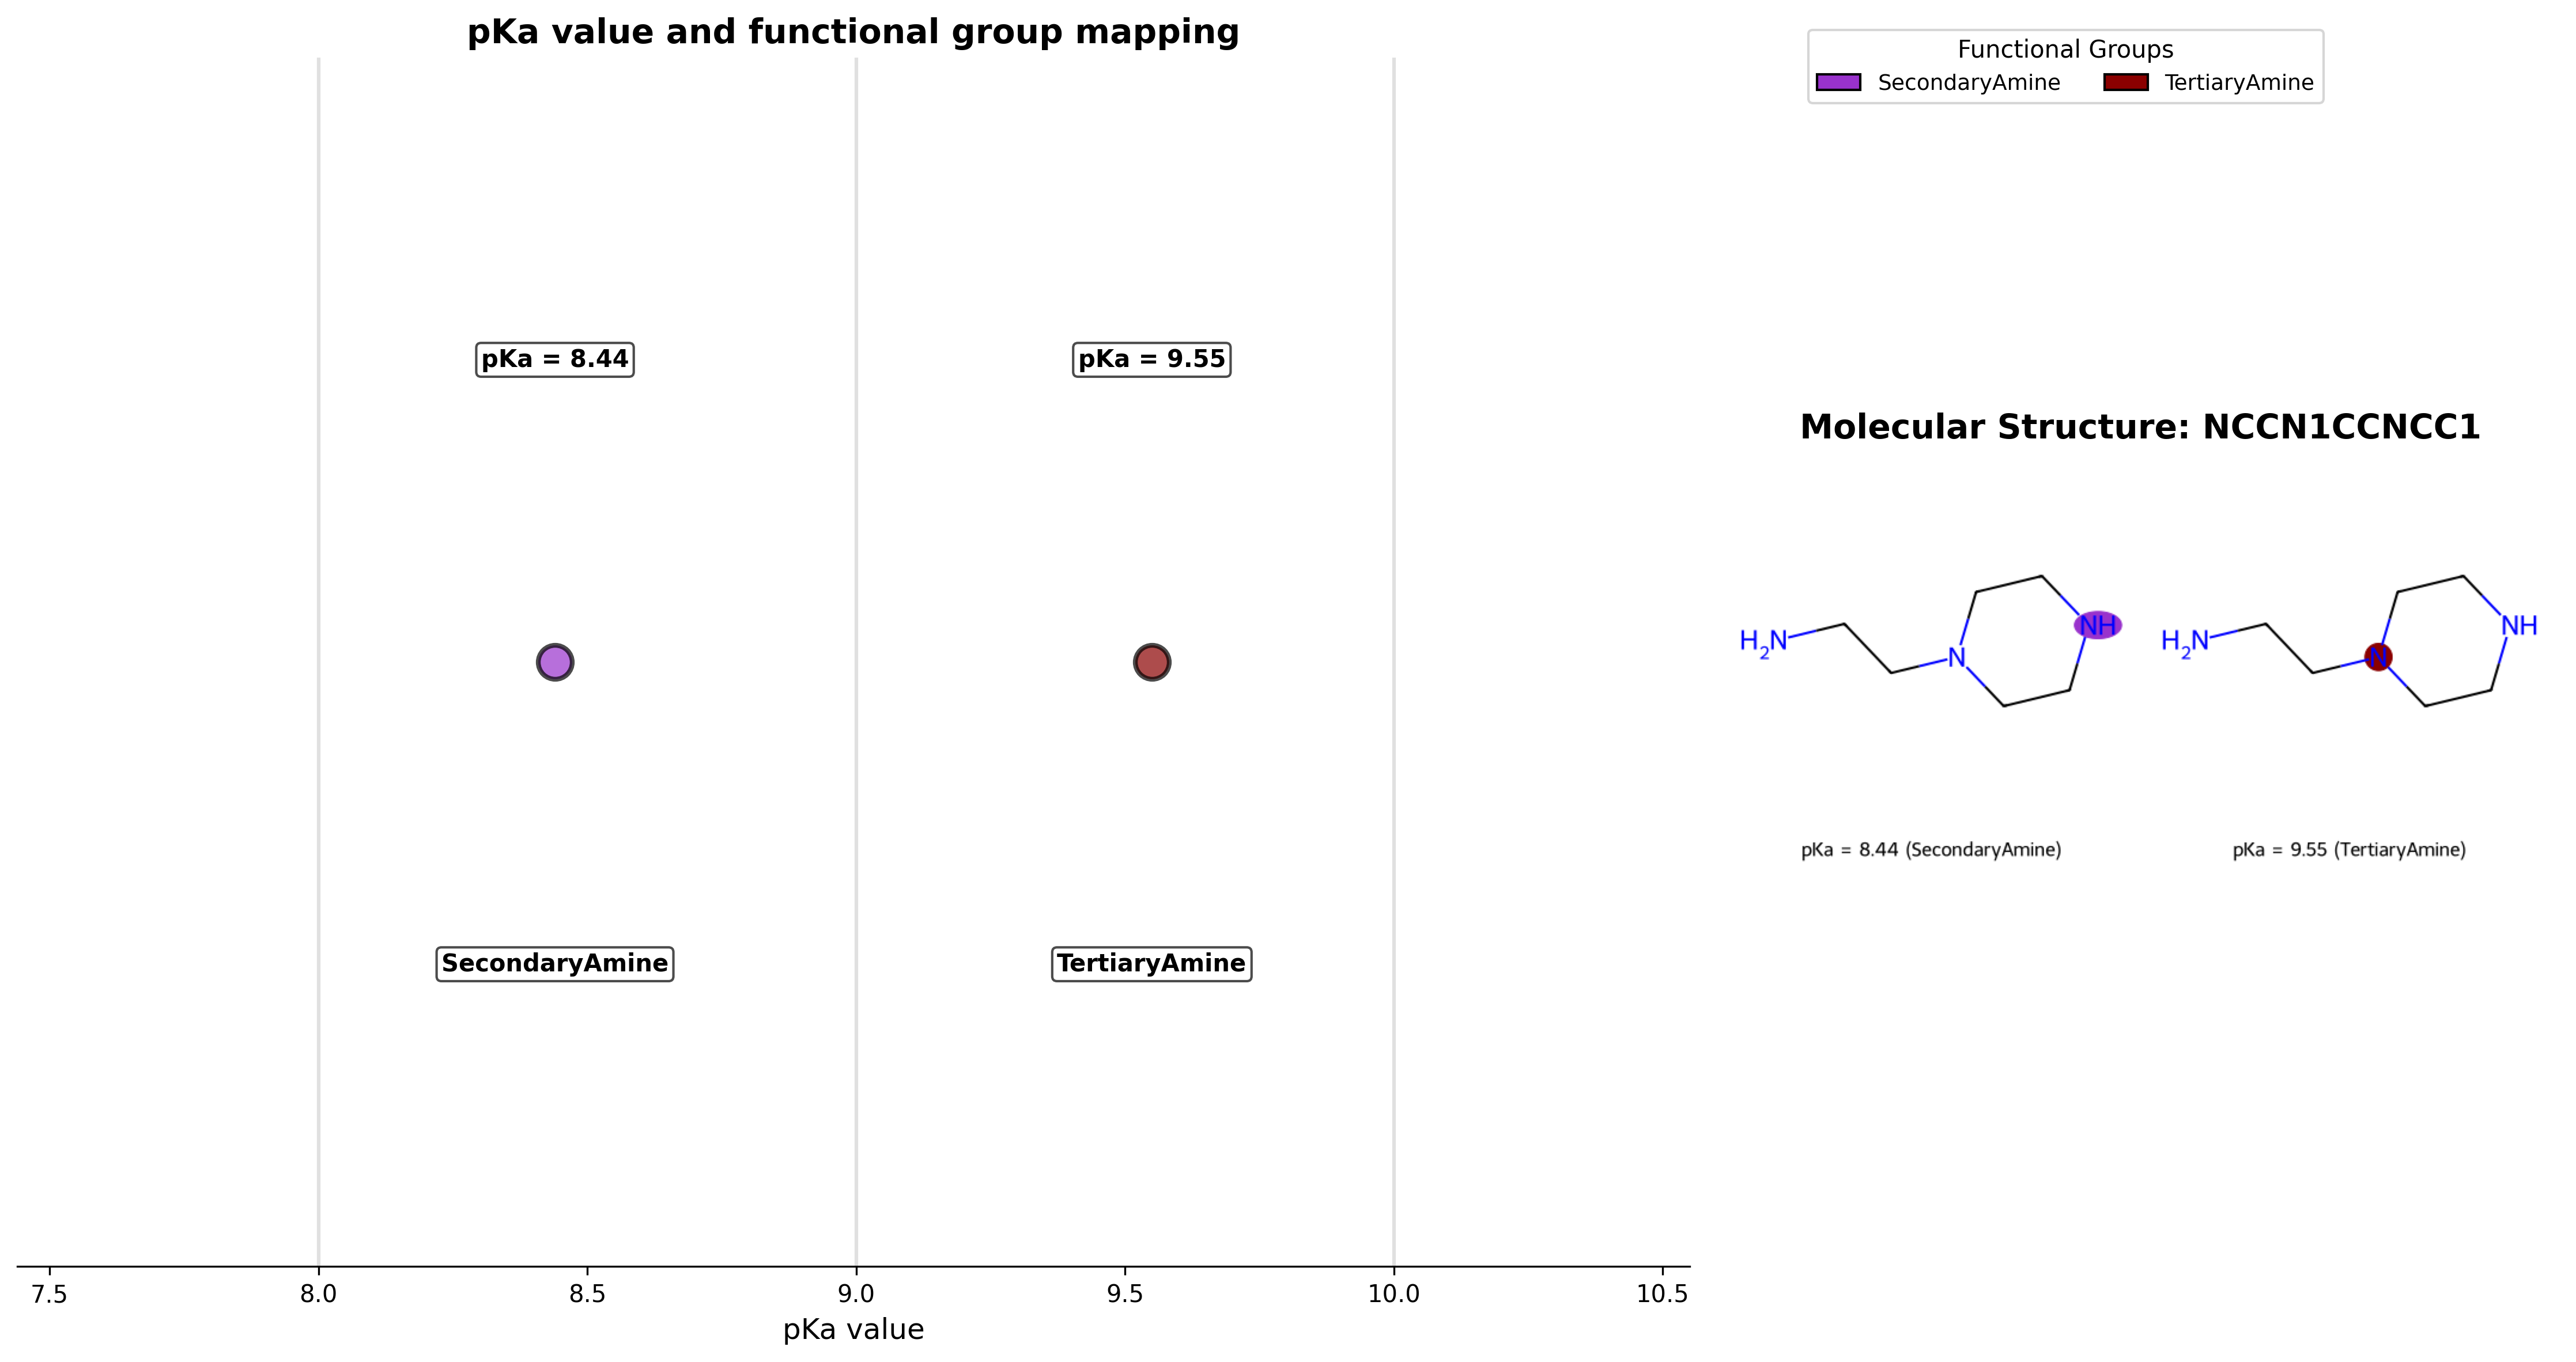 pKa value and functional group mapping
pKa = 8.44
pKa = 9.55
SecondaryAmine
TertiaryAmine
7.5
8.0
8.5
9.0
9.5
10.0
10.5
pKa value
Functional Groups
SecondaryAmine
TertiaryAmine
Molecular Structure: NCCN1CCNCC1
H2N
N
NH
H2N
N
NH
pKa = 8.44 (SecondaryAmine)
pKa = 9.55 (TertiaryAmine)